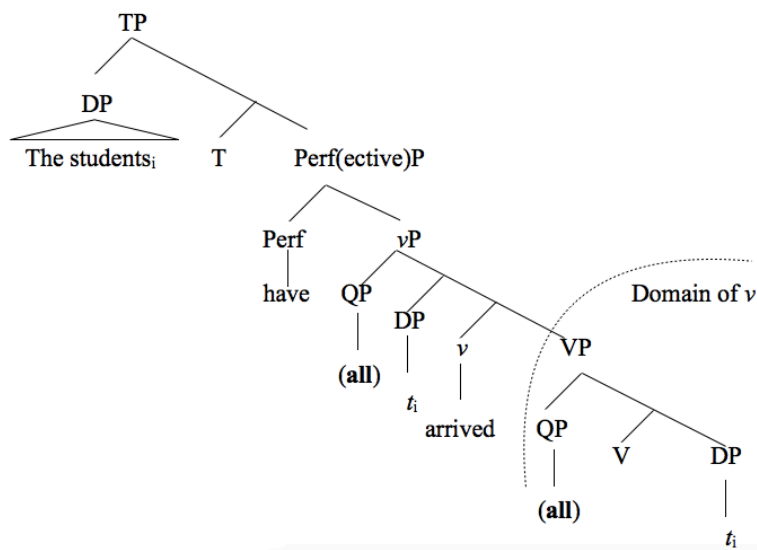 TP
DP
The studentsᵢ
T
Perf(ective)P
Perf
vP
have
QP
Domain of v
DP
v
VP
(all)
tᵢ
arrived
QP
V
DP
(all)
tᵢ